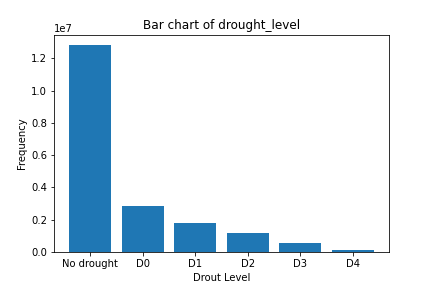 Bar chart of drought_level
1e7
1.2
1.0
0.8
0.6
0.4
0.2
0.0
Frequency
No drought D0 D1 D2 D3 D4
Drout Level